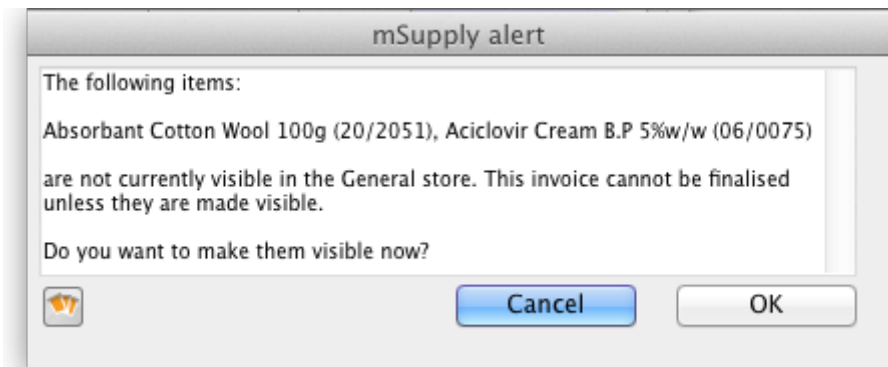 mSupply alert
The following items:
Absorbant Cotton Wool 100g (20/2051), Aciclovir Cream B.P 5%w/w (06/0075)
are not currently visible in the General store. This invoice cannot be finalised
unless they are made visible.
Do you want to make them visible now?
Cancel
OK